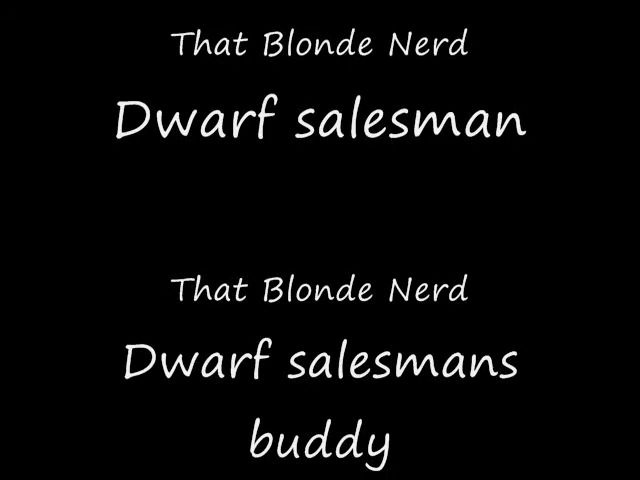 That Blonde Nerd
Dwarf salesman
That Blonde Nerd
Dwarf salesmans
buddy